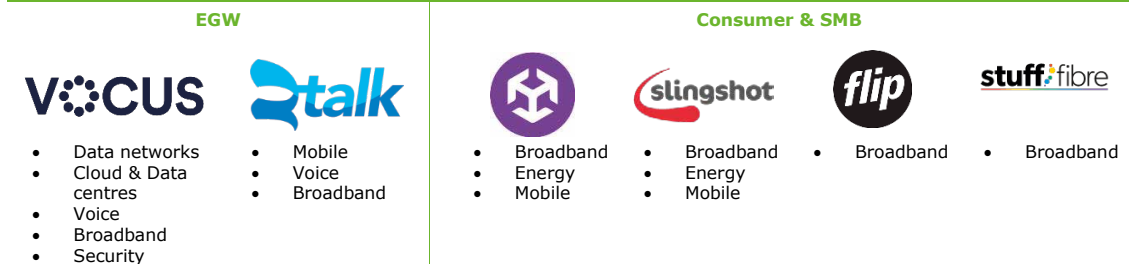 EGW
Consumer & SMB
VOCUS
2talk
slingshot
flip
stuff fibre
• Data networks
• Cloud & Data
centres
• Voice
• Broadband
• Security
• Mobile
• Voice
• Broadband
• Broadband
• Energy
• Mobile
• Broadband
• Energy
• Mobile
• Broadband
• Broadband